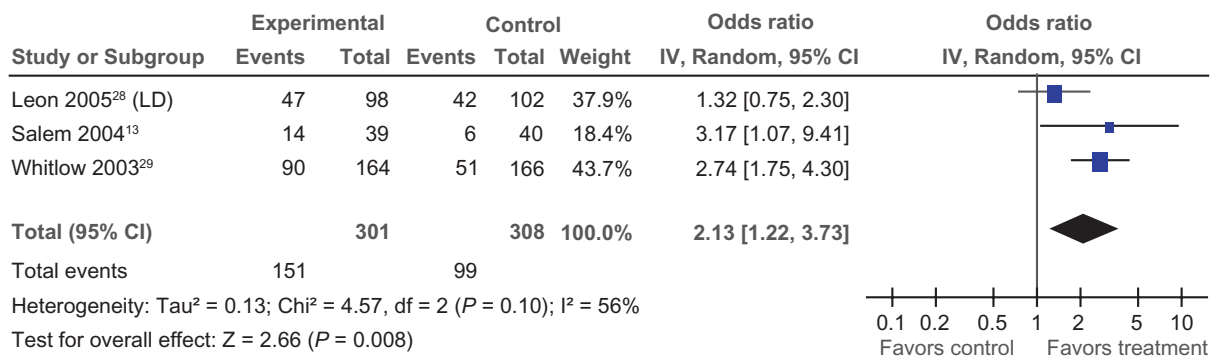 Experimental Control Odds ratio Odds ratio
Study or Subgroup Events Total Events Total Weight IV, Random, 95% CI IV, Random, 95% CI
Leon 2005²⁸ (LD) 47 98 42 102 37.9% 1.32 [0.75, 2.30]
Salem 2004¹³ 14 39 6 40 18.4% 3.17 [1.07, 9.41]
Whitlow 2003²⁹ 90 164 51 166 43.7% 2.74 [1.75, 4.30]
Total (95% CI) 301 308 100.0% 2.13 [1.22, 3.73]
Total events 151 99
Heterogeneity: Tau² = 0.13; Chi² = 4.57, df = 2 (P = 0.10); I² = 56%
Test for overall effect: Z = 2.66 (P = 0.008)
0.1 0.2 0.5 1 2 5 10
Favors control Favors treatment